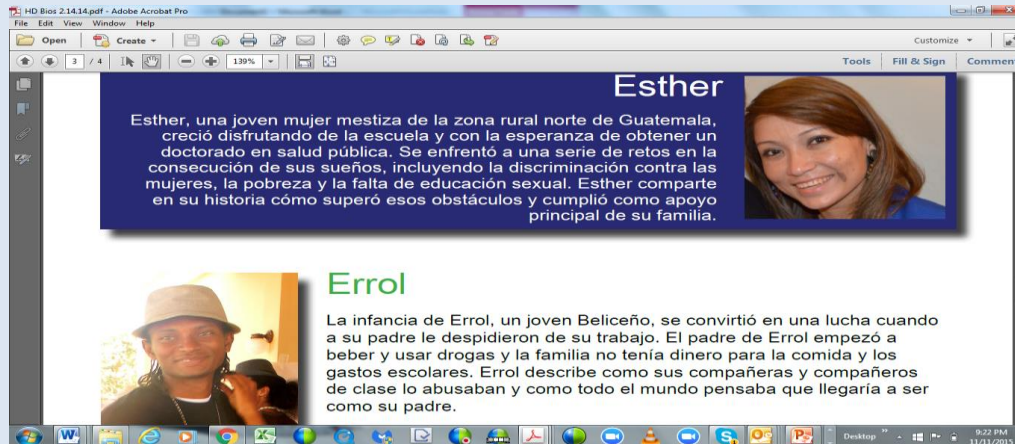 HD Bios 2.14.14.pdf - Adobe Acrobat Pro
File Edit View Window Help
Open Create Customize
3 / 4 139% Tools Fill & Sign Commen
Esther
Esther, una joven mujer mestiza de la zona rural norte de Guatemala,
creció disfrutando de la escuela y con la esperanza de obtener un
doctorado en salud pública. Se enfrentó a una serie de retos en la
consecución de sus sueños, incluyendo la discriminación contra las
mujeres, la pobreza y la falta de educación sexual. Esther comparte
en su historia cómo superó esos obstáculos y cumplió como apoyo
principal de su familia.
Errol
La infancia de Errol, un joven Beliceño, se convirtió en una lucha cuando
a su padre le despidieron de su trabajo. El padre de Errol empezó a
beber y usar drogas y la familia no tenía dinero para la comida y los
gastos escolares. Errol describe como sus compañeras y compañeros
de clase lo abusaban y como todo el mundo pensaba que llegaría a ser
como su padre.
Desktop 9:22 PM